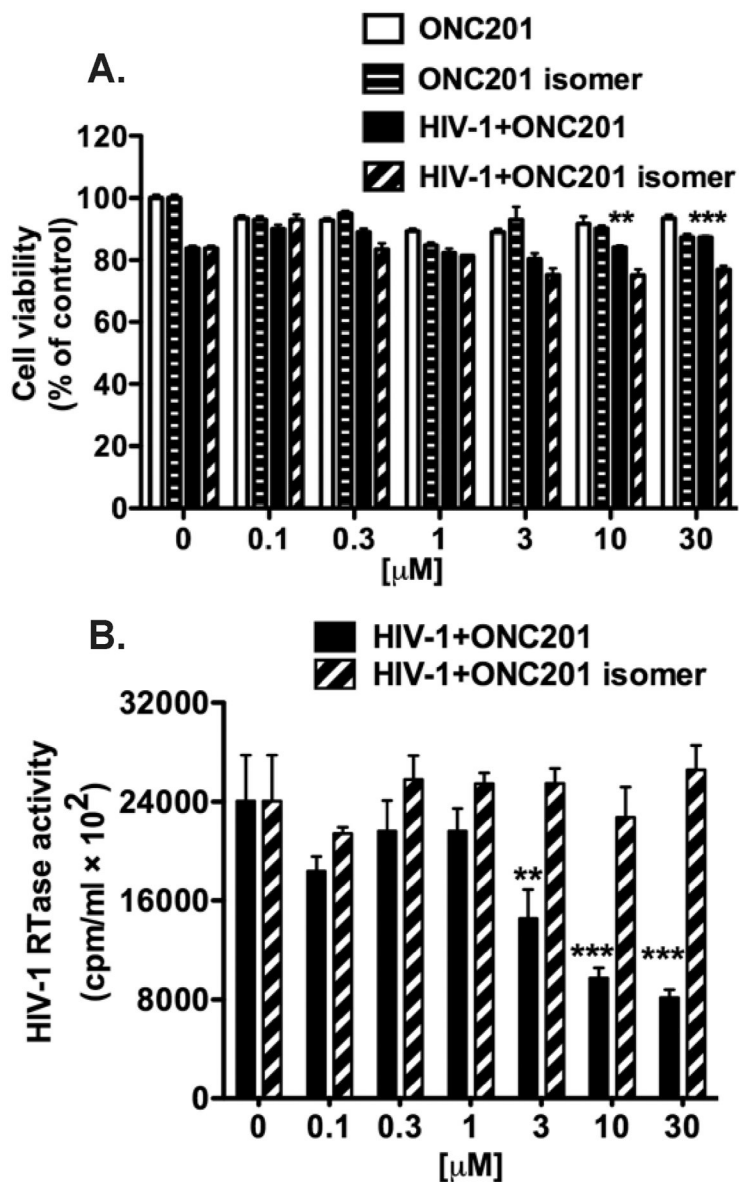 A.
ONC201
ONC201 isomer
HIV-1+ONC201
HIV-1+ONC201 isomer
Cell viability
(% of control)
120
100
80
60
40
20
0
** ***
0 0.1 0.3 1 3 10 30
[µM]
B.
HIV-1+ONC201
HIV-1+ONC201 isomer
HIV-1 RTase activity
(cpm/ml × 10²)
32000
24000
16000
8000
0
** *** ***
0 0.1 0.3 1 3 10 30
[µM]